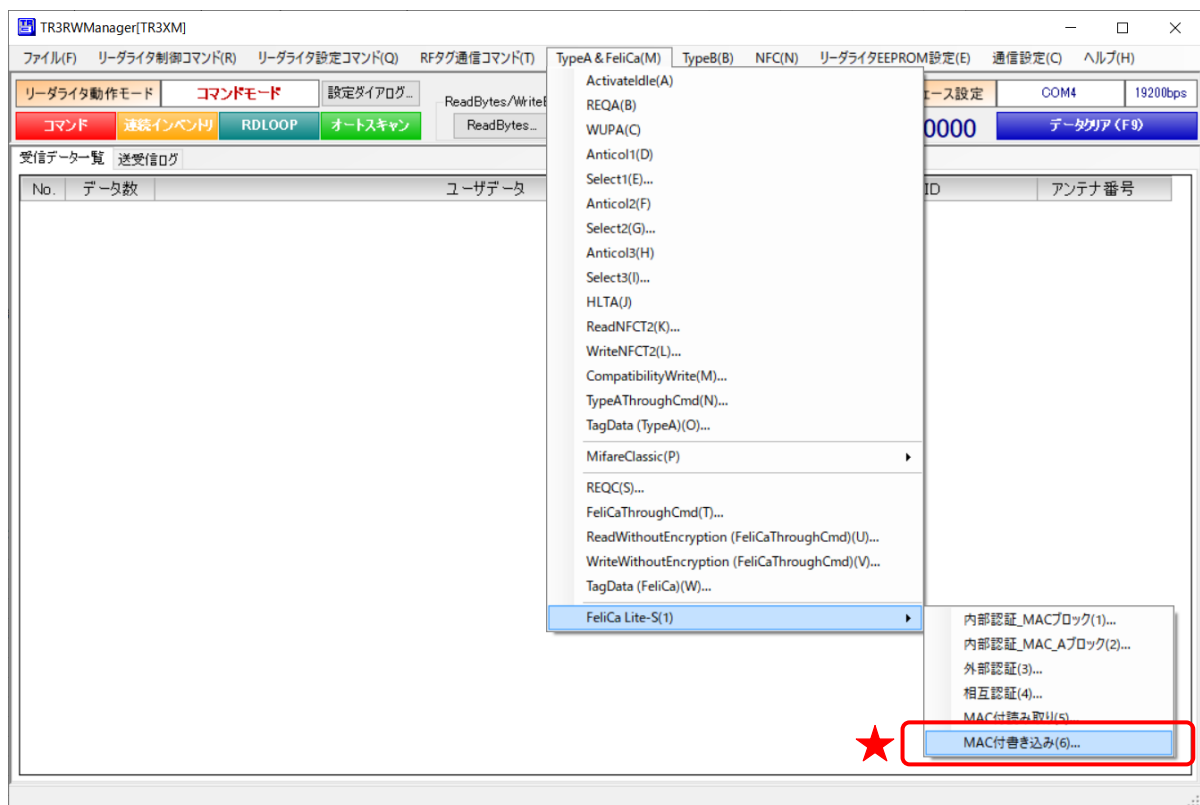 TR3RWManager[TR3XM]
ファイル(F) リーダライタ制御コマンド(R) リーダライタ設定コマンド(Q) RFタグ通信コマンド(T) TypeA & FeliCa(M) TypeB(B) NFC(N) リーダライタEEPROM設定(E) 通信設定(C) ヘルプ(H)
リーダライタ動作モード コマンドモード 設定ダイアログ... ReadBytes/Write ース設定 COM4 19200bps
コマンド 連続インベントリ RDLOOP オートスキャン ReadBytes... 0000 データクリア(F9)
受信データ一覧 送受信ログ
No. データ数 ユーザデータ ID アンテナ番号
ActivateIdle(A)
REQA(B)
WUPA(C)
Anticol1(D)
Select1(E)...
Anticol2(F)
Select2(G)...
Anticol3(H)
Select3(I)...
HLTA(J)
ReadNFCT2(K)...
WriteNFCT2(L)...
CompatibilityWrite(M)...
TypeAThroughCmd(N)...
TagData (TypeA)(O)...
MifareClassic(P)
REQC(S)...
FeliCaThroughCmd(T)...
ReadWithoutEncryption (FeliCaThroughCmd)(U)...
WriteWithoutEncryption (FeliCaThroughCmd)(V)...
TagData (FeliCa)(W)...
FeliCa Lite-S(1)
内部認証_MACブロック(1)...
内部認証_MAC_Aブロック(2)...
外部認証(3)...
相互認証(4)...
MAC付読み取り(5)...
MAC付書き込み(6)...